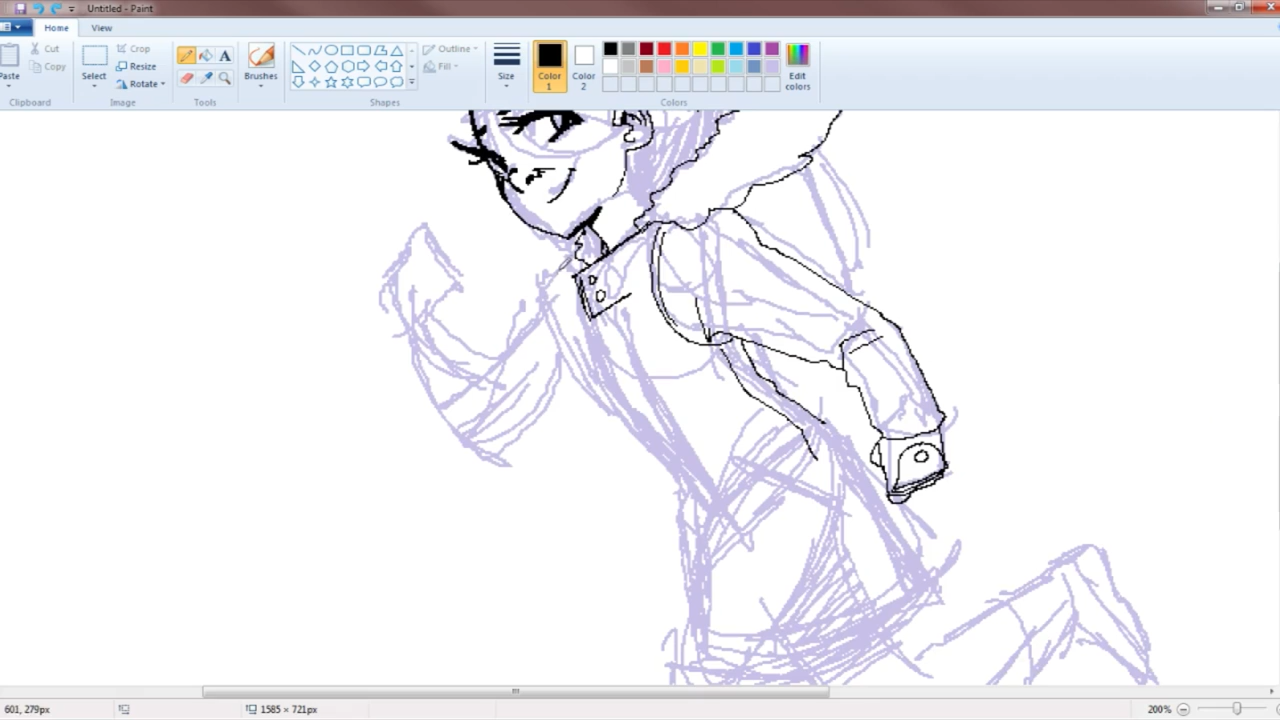 Untitled - Paint
Home View
Paste
Cut
Copy
Clipboard
Select
Crop
Resize
Rotate
Image
A
Tools
Brushes
Outline
Fill
Shapes
Size
Color 1
Color 2
Edit colors
Colors
601, 279px
1585 × 721px
200%